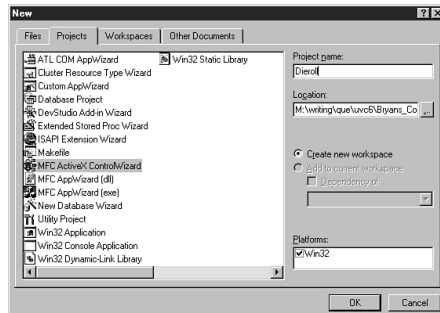 New
Files
Projects
Workspaces
Other Documents
ATL COM AppWizard
Cluster Resource Type Wizard
Custom AppWizard
Database Project
DevStudio Add-in Wizard
Extended Stored Proc Wizard
ISAPI Extension Wizard
Makefile
MFC ActiveX ControlWizard
MFC AppWizard (dll)
MFC AppWizard (exe)
New Database Wizard
Utility Project
Win32 Application
Win32 Console Application
Win32 Dynamic-Link Library
Win32 Static Library
Project name:
Dieroll
Location:
M:\writing\que\uvc6\Bryans_Co
...
Create new workspace
Add to current workspace
Dependency of:
Platforms:
Win32
OK
Cancel